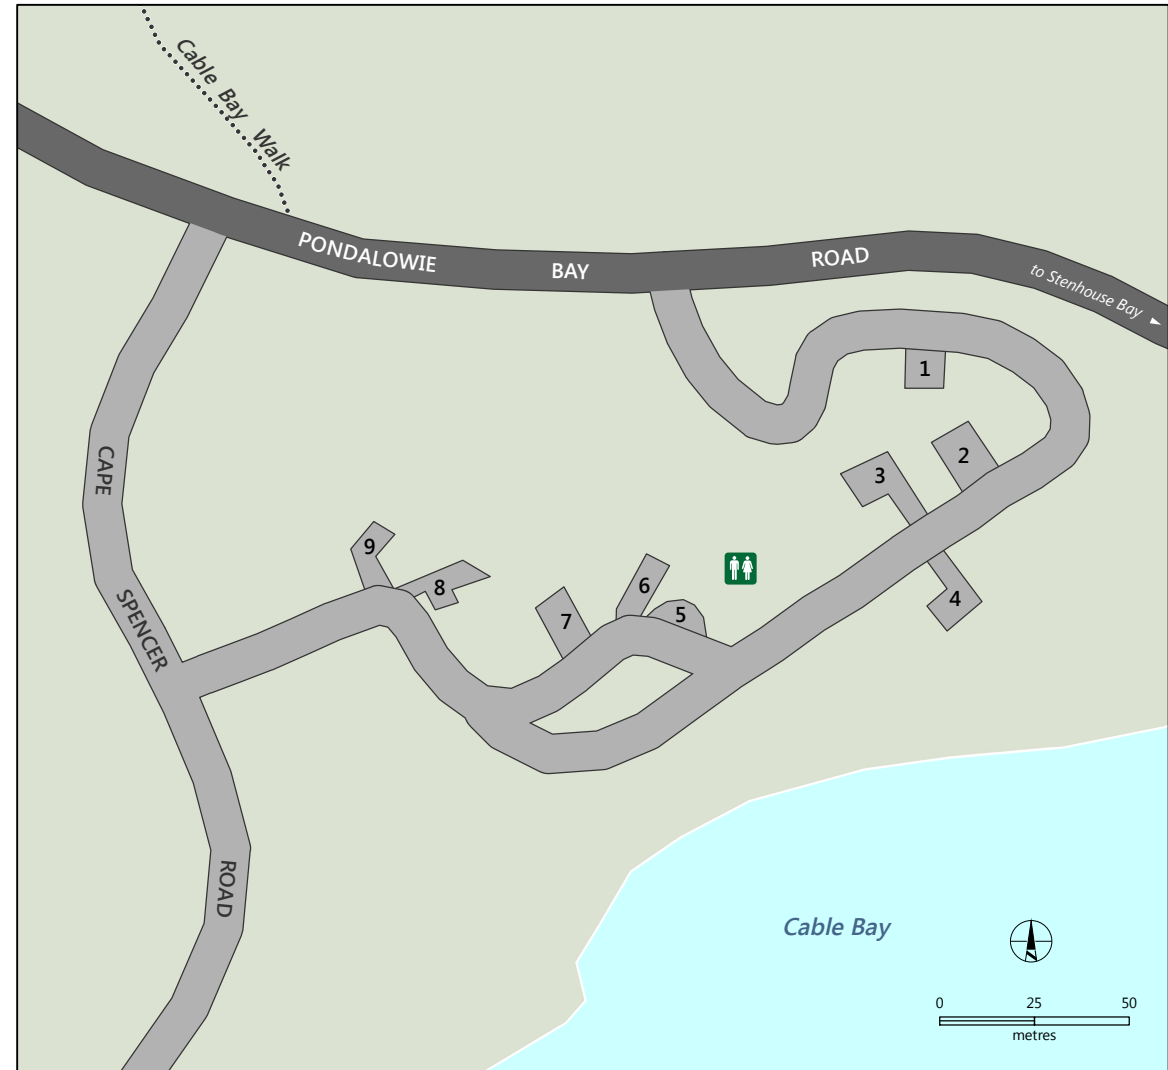 Cable Bay Walk
PONDALOWIE BAY ROAD
to Stenhouse Bay
1
2
3
4
CAPE SPENCER ROAD
9
8
7
6
5
Cable Bay
0 25 50
metres